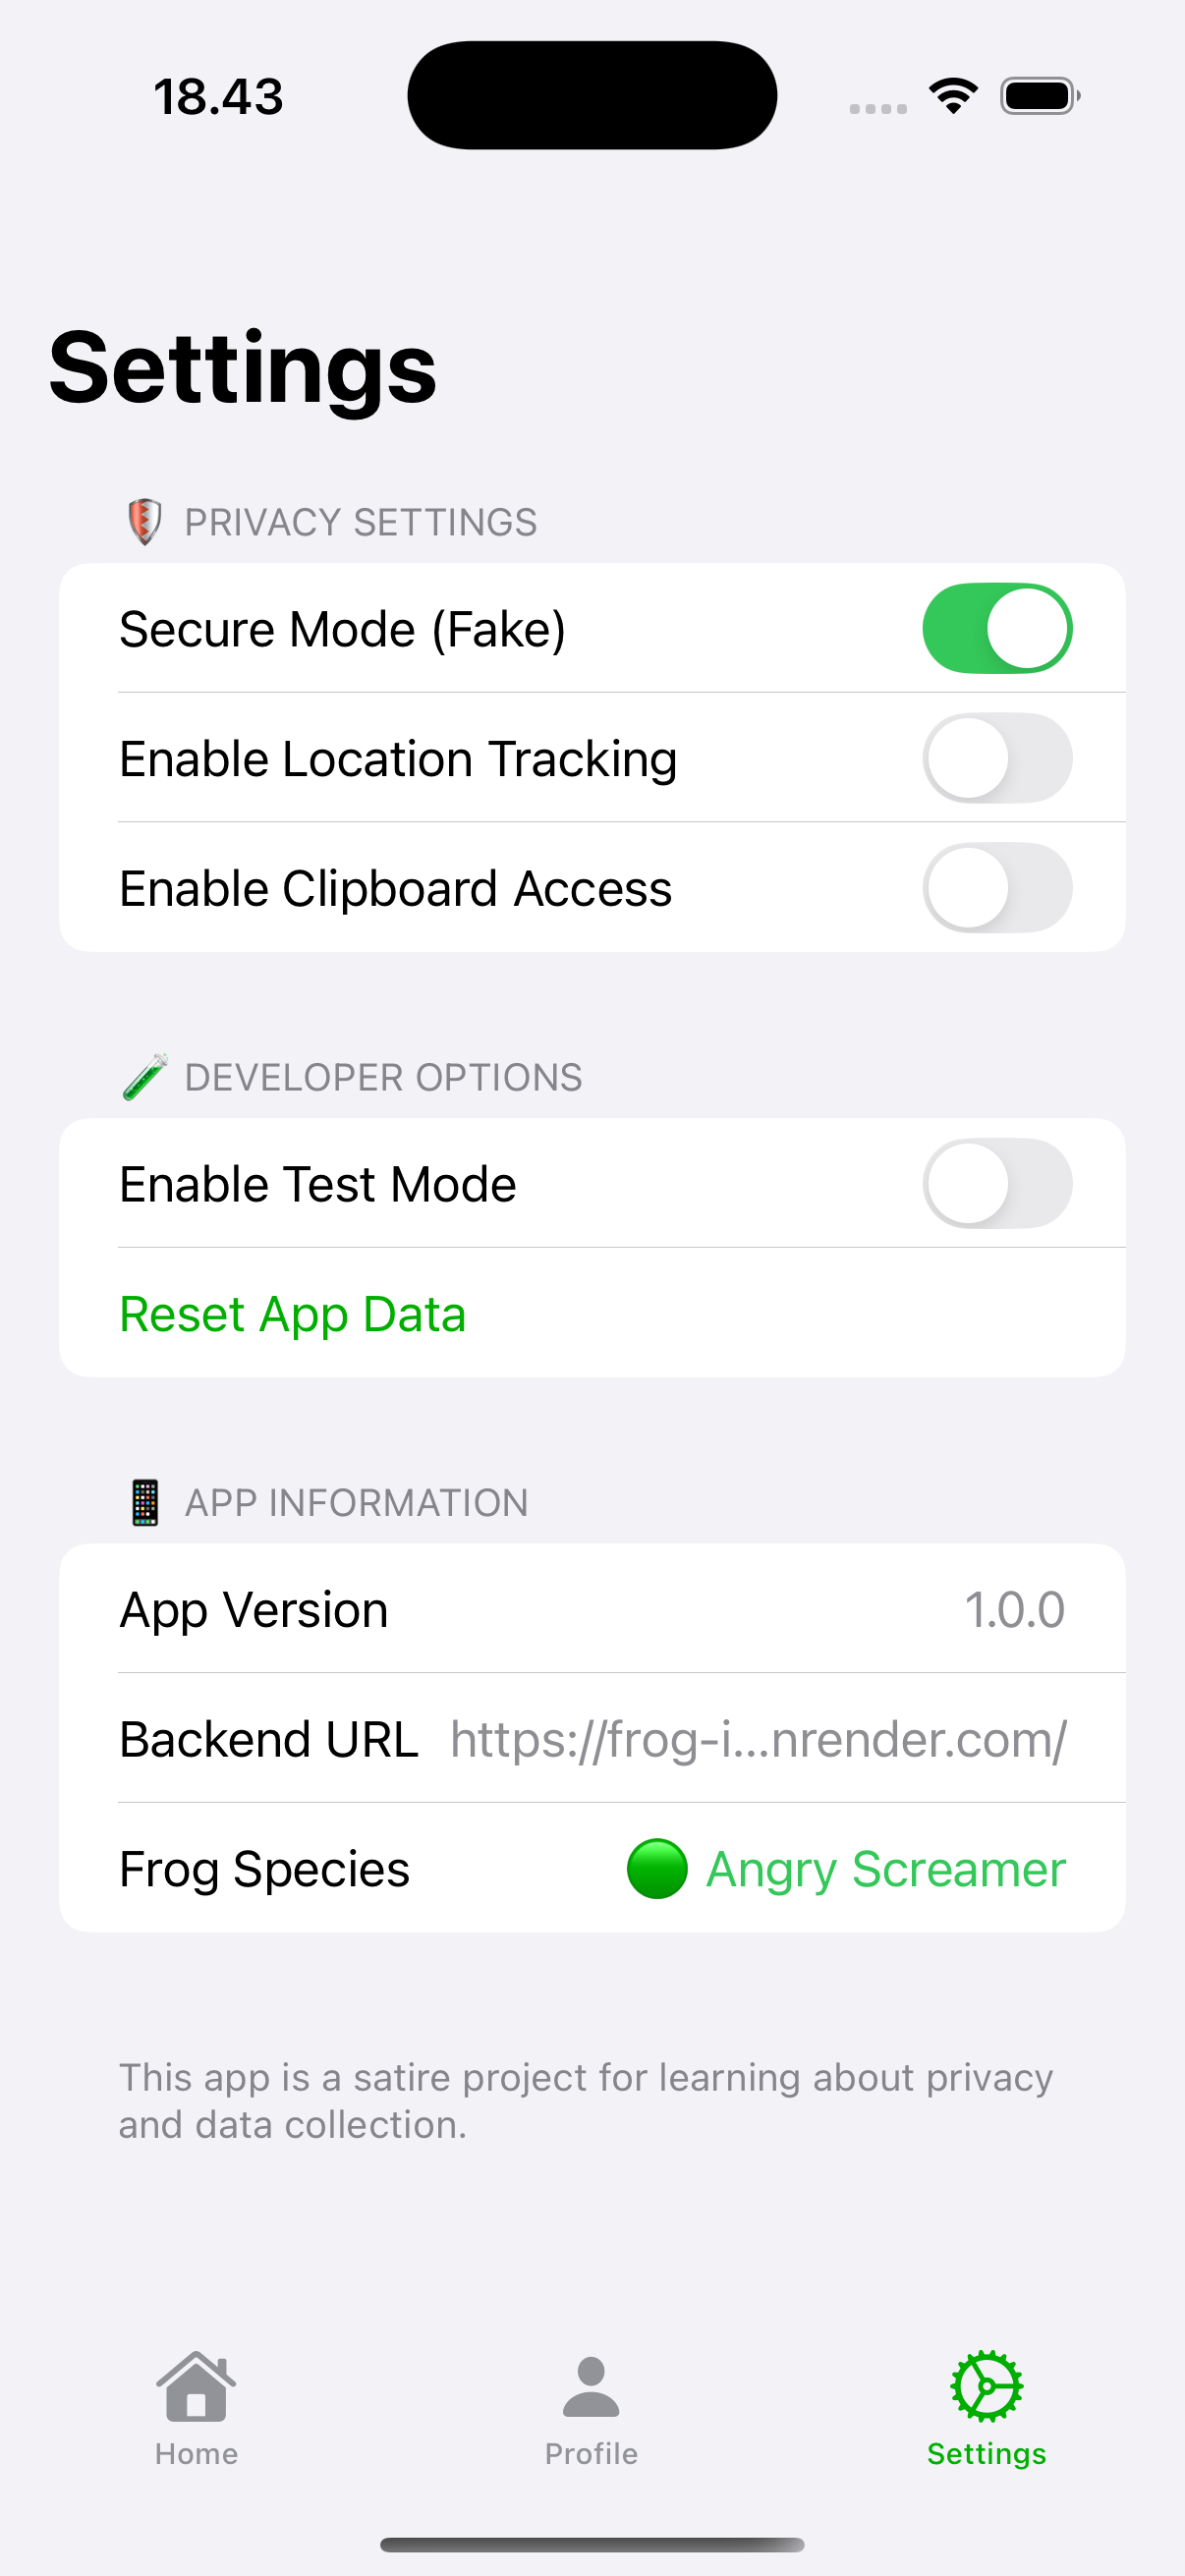 18.43
Settings
PRIVACY SETTINGS
Secure Mode (Fake)
Enable Location Tracking
Enable Clipboard Access
DEVELOPER OPTIONS
Enable Test Mode
Reset App Data
APP INFORMATION
App Version 1.0.0
Backend URL https://frog-i...nrender.com/
Frog Species Angry Screamer
This app is a satire project for learning about privacy
and data collection.
Home Profile Settings